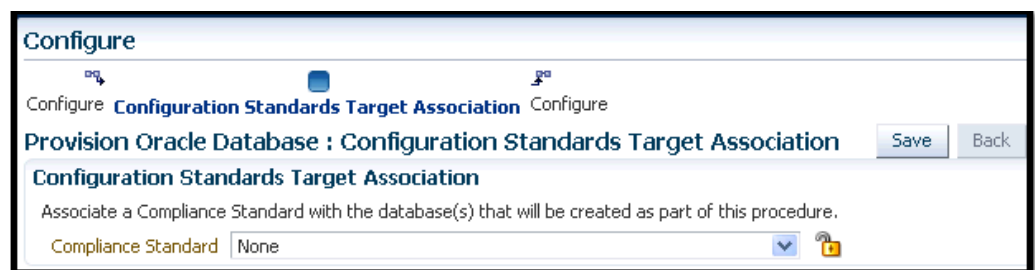 Configure
Configure Configuration Standards Target Association Configure
Provision Oracle Database : Configuration Standards Target Association Save Back
Configuration Standards Target Association
Associate a Compliance Standard with the database(s) that will be created as part of this procedure.
Compliance Standard None